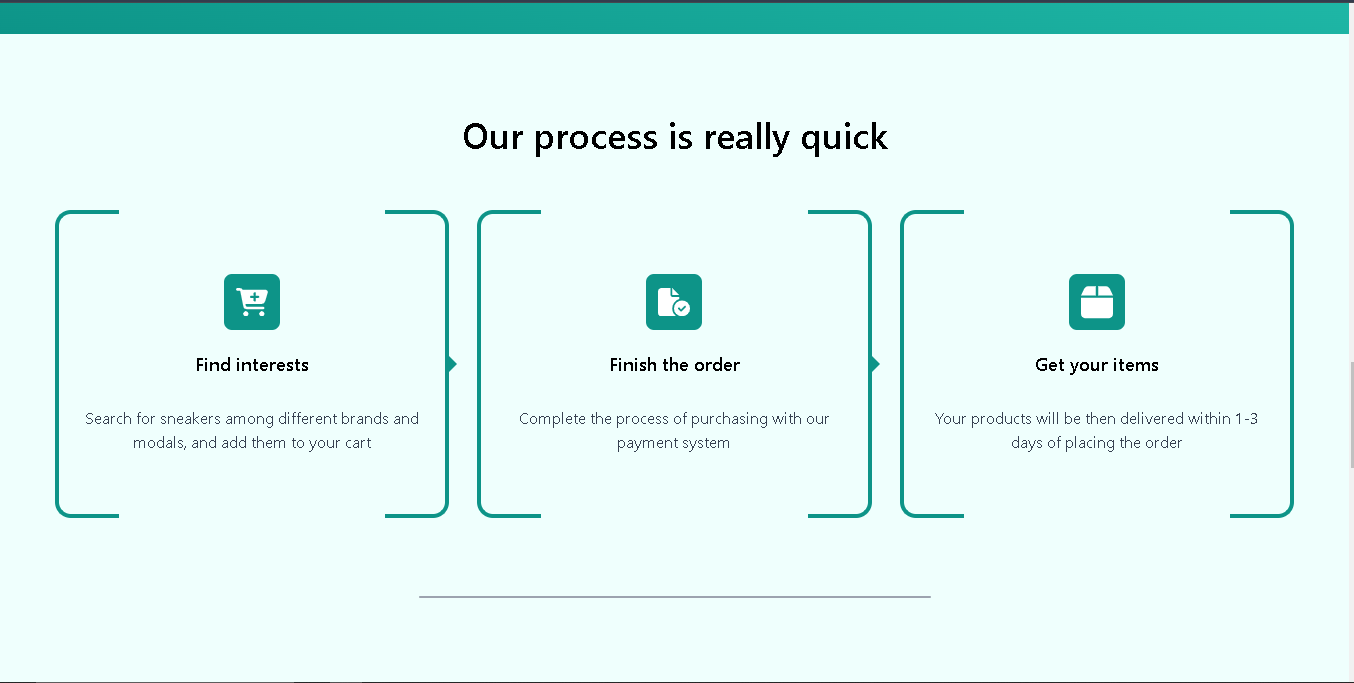 Our process is really quick
Find interests
Search for sneakers among different brands and
modals, and add them to your cart
Finish the order
Complete the process of purchasing with our
payment system
Get your items
Your products will be then delivered within 1-3
days of placing the order